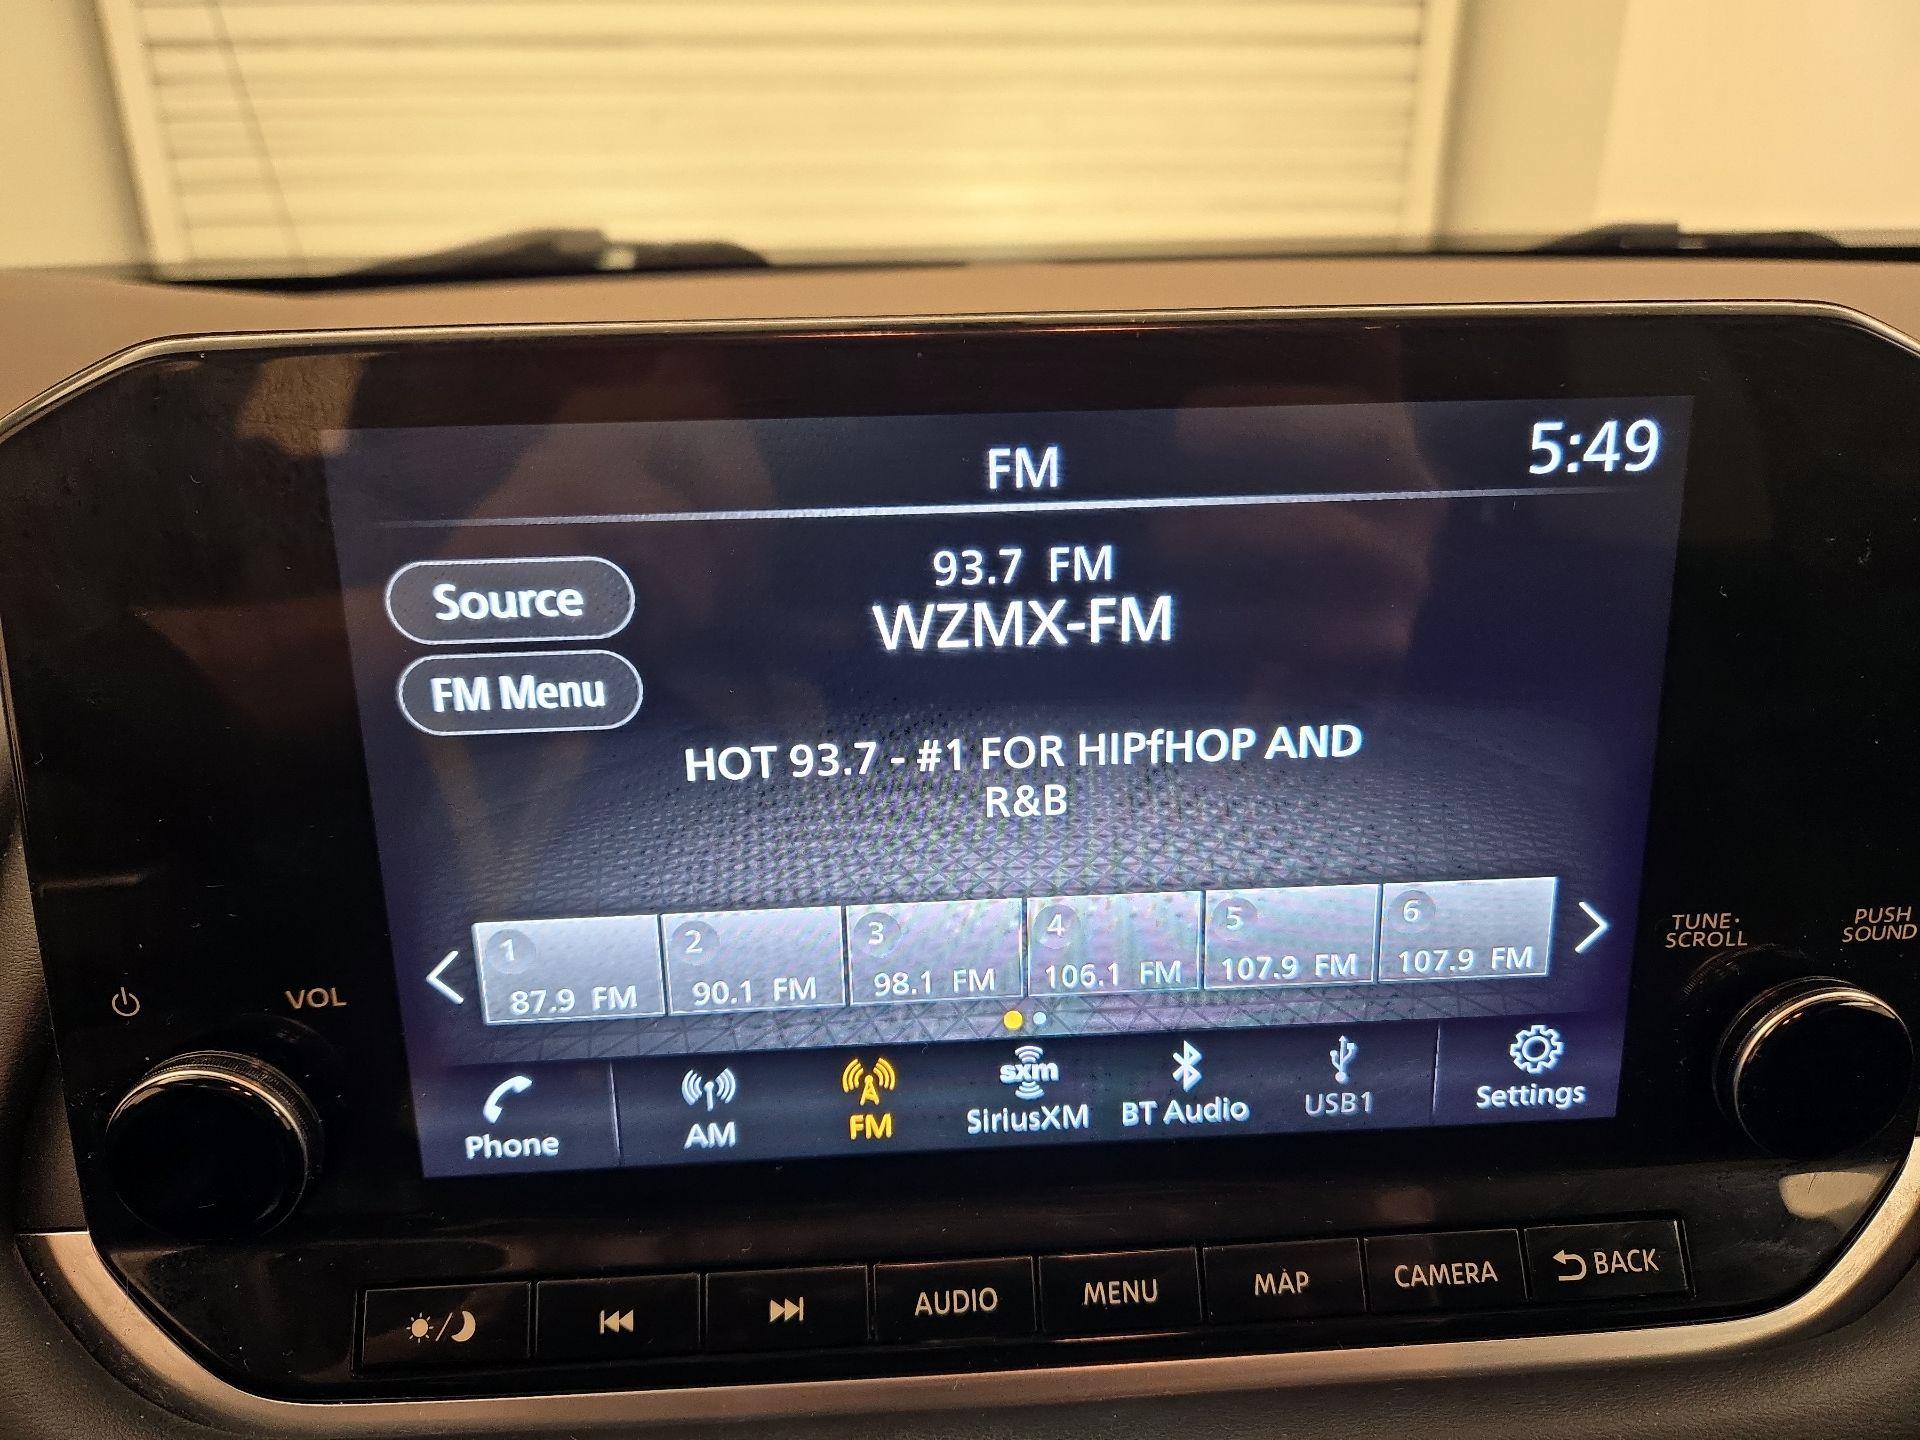 FM
5:49
93.7 FM
WZMX-FM
Source
FM Menu
HOT 93.7 - #1 FOR HIPfHOP AND
R&B
1
87.9 FM
2
90.1 FM
3
98.1 FM
4
106.1 FM
5
107.9 FM
6
107.9 FM
VOL
TUNE·
SCROLL
PUSH
SOUND
Phone
AM
FM
sxm
SiriusXM
BT Audio
USB1
Settings
AUDIO
MENU
MAP
CAMERA
BACK